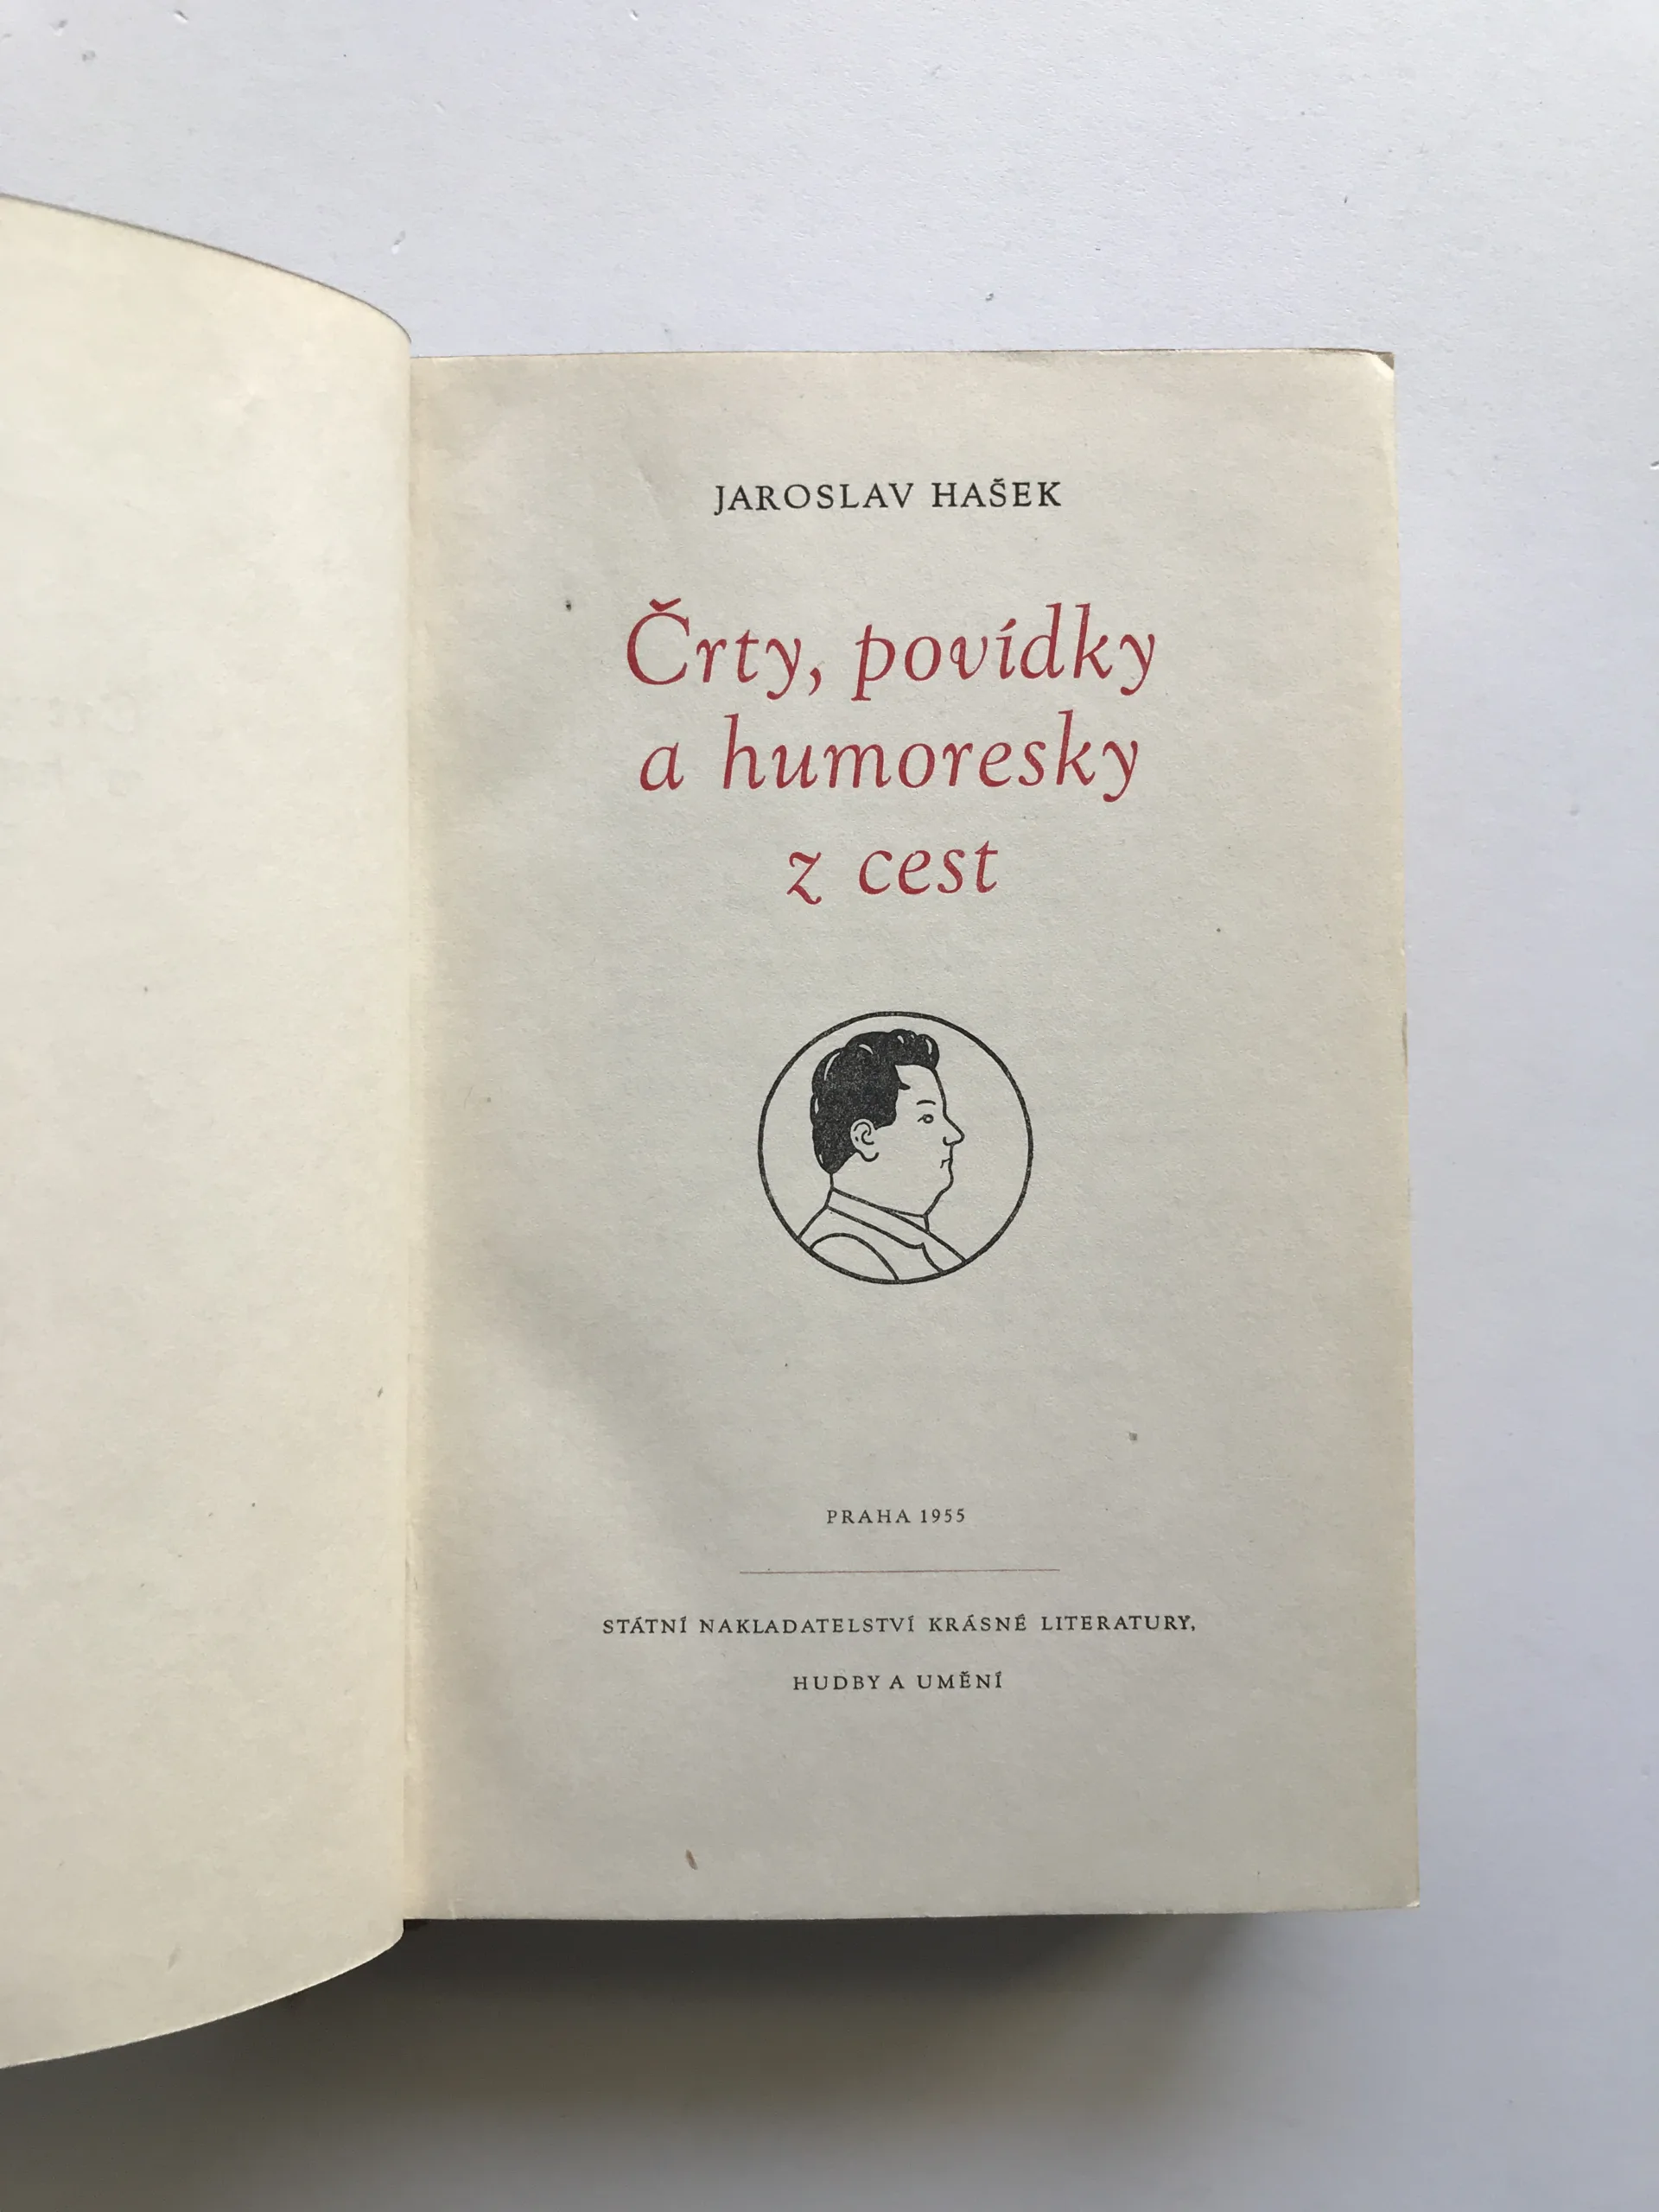 JAROSLAV HAŠEK
Črty, povídky
a humoresky
z cest
PRAHA 1955
STÁTNÍ NAKLADATELSTVÍ KRÁSNÉ LITERATURY,
HUDBY A UMĚNÍ